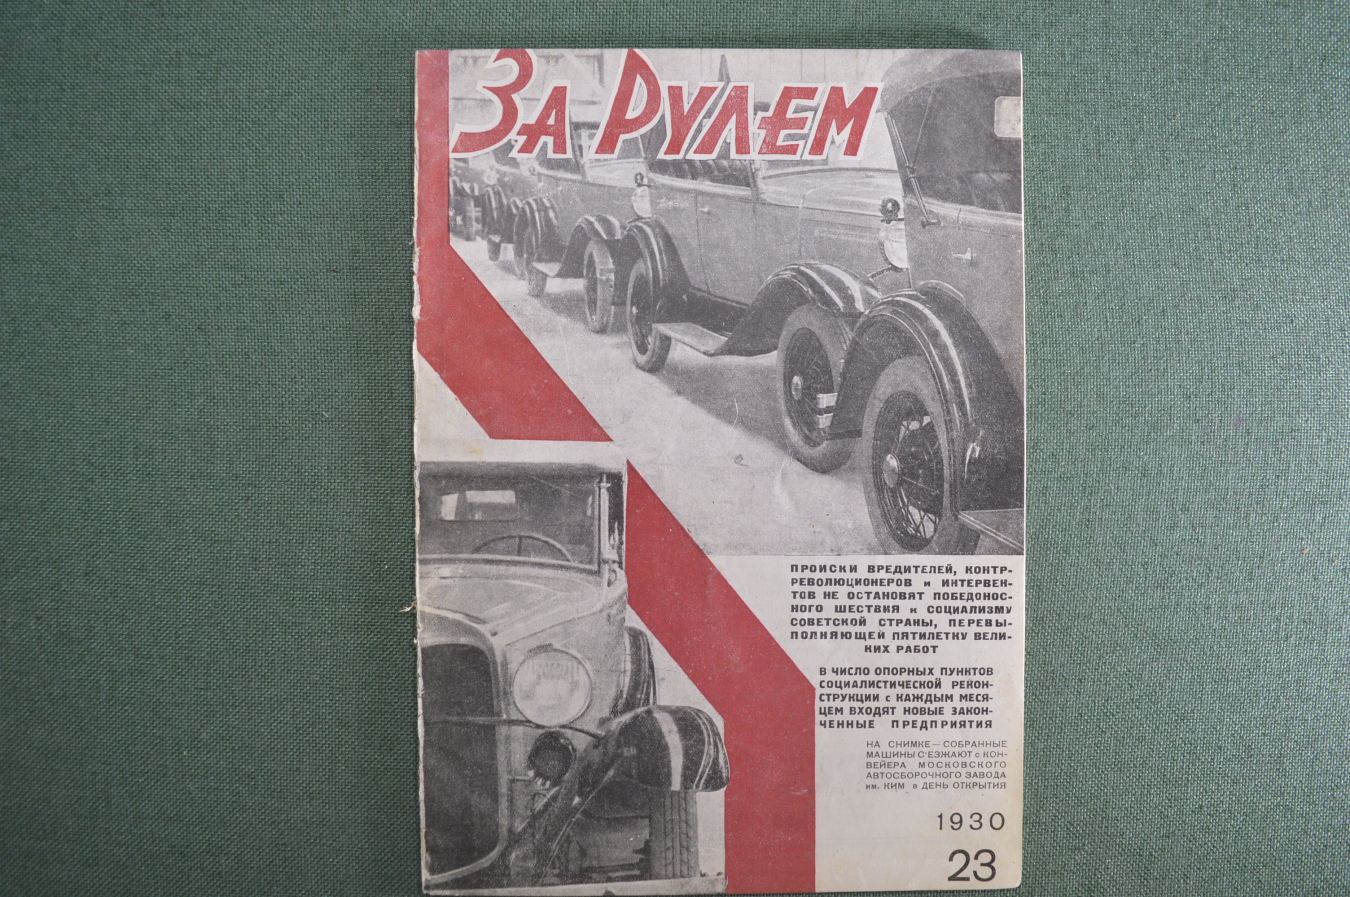 За Рулем
ПРОИСКИ ВРЕДИТЕЛЕЙ, КОНТР-
РЕВОЛЮЦИОНЕРОВ и ИНТЕРВЕН-
ТОВ НЕ ОСТАНОВЯТ ПОБЕДОНОС-
НОГО ШЕСТВИЯ к СОЦИАЛИЗМУ
СОВЕТСКОЙ СТРАНЫ, ПЕРЕВЫ-
ПОЛНЯЮЩЕЙ ПЯТИЛЕТКУ ВЕЛИ-
КИХ РАБОТ
В ЧИСЛО ОПОРНЫХ ПУНКТОВ
СОЦИАЛИСТИЧЕСКОЙ РЕКОН-
СТРУКЦИИ с КАЖДЫМ МЕСЯ-
ЦЕМ ВХОДЯТ НОВЫЕ ЗАКОН-
ЧЕННЫЕ ПРЕДПРИЯТИЯ
НА СНИМКЕ—СОБРАННЫЕ
МАШИНЫ С'ЕЗЖАЮТ с КОН-
ВЕЙЕРА МОСКОВСКОГО
АВТОСБОРОЧНОГО ЗАВОДА
им. КИМ в ДЕНЬ ОТКРЫТИЯ
1930
23